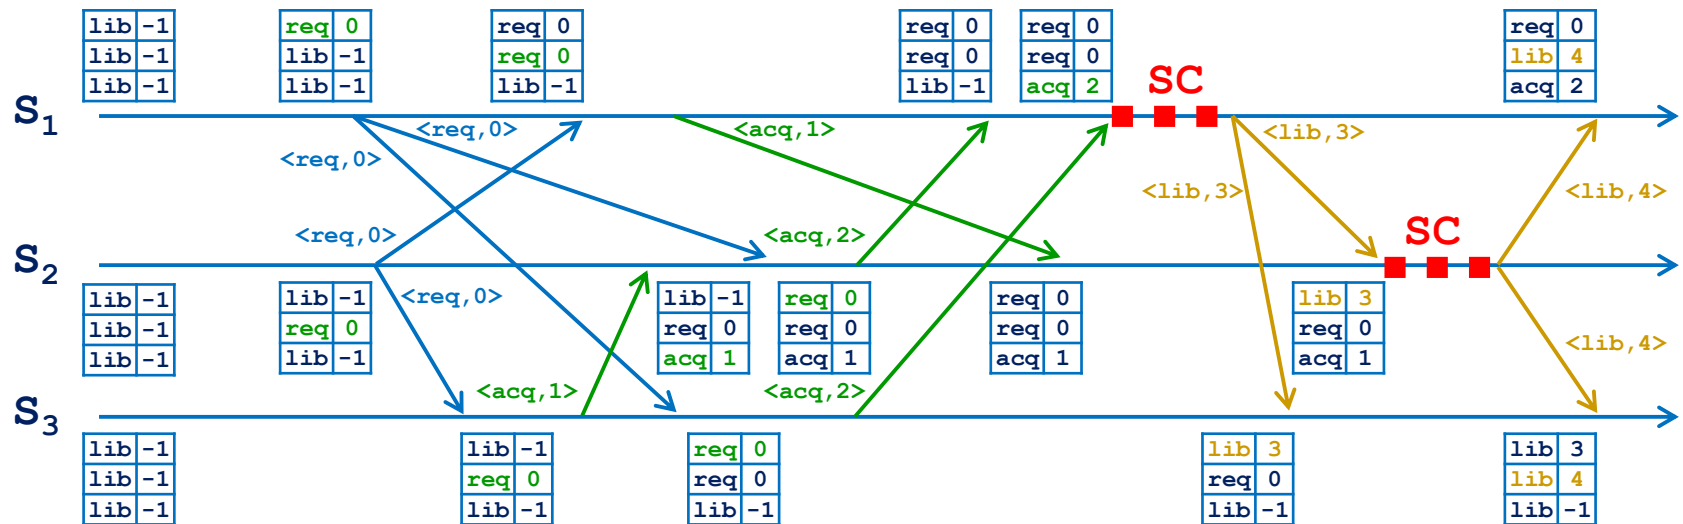 lib -1
lib -1
lib -1
req 0
lib -1
lib -1
req 0
req 0
lib -1
req 0
req 0
lib -1
req 0
req 0
acq 2
req 0
lib 4
acq 2
SC
S1
<req,0>
<acq,1>
<lib,3>
<req,0>
<lib,3>
<lib,4>
<req,0>
<acq,2>
SC
S2
lib -1
lib -1
lib -1
lib -1
req 0
lib -1
<req,0>
lib -1
req 0
acq 1
req 0
req 0
acq 1
req 0
req 0
acq 1
lib 3
req 0
acq 1
<lib,4>
<acq,1>
<acq,2>
S3
lib -1
lib -1
lib -1
lib -1
req 0
lib -1
req 0
req 0
lib -1
lib 3
req 0
lib -1
lib 3
lib 4
lib -1